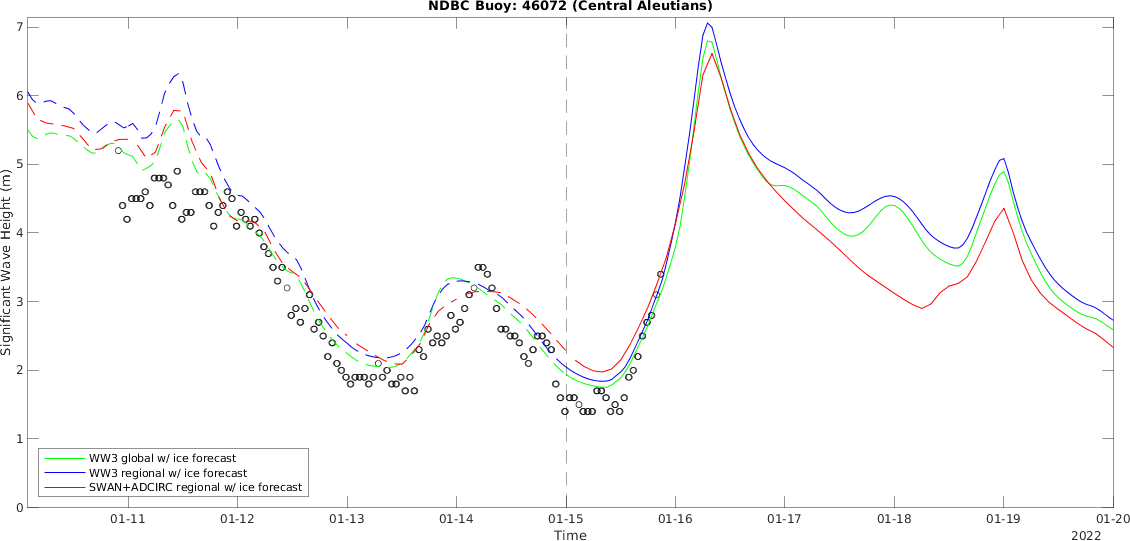 NDBC Buoy: 46072 (Central Aleutians)
7
6
5
4
3
2
1
0
Significant Wave Height (m)
WW3 global w/ ice forecast
WW3 regional w/ ice forecast
SWAN+ADCIRC regional w/ ice forecast
01-11 01-12 01-13 01-14 01-15 01-16 01-17 01-18 01-19 01-20
Time
2022